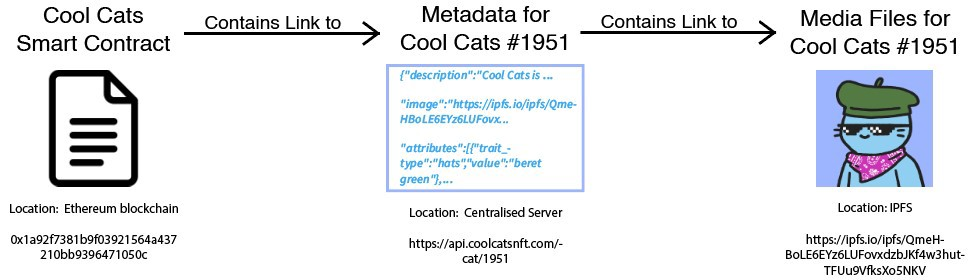 Cool Cats
Smart Contract
Contains Link to
Metadata for
Cool Cats #1951
Contains Link to
Media Files for
Cool Cats #1951
{"description":"Cool Cats is ...
"image":"https://ipfs.io/ipfs/Qme-
HBoLE6EYz6LUFovx...
"attributes":[{"trait_-
type":"hats","value":"beret
green"},...
Location:  Ethereum blockchain
0x1a92f7381b9f03921564a437
210bb9396471050c
Location:  Centralised Server
https://api.coolcatsnft.com/-
cat/1951
Location: IPFS
https://ipfs.io/ipfs/QmeH-
BoLE6EYz6LUFovxdzbJKf4w3hut-
TFUu9VfksXo5NKV